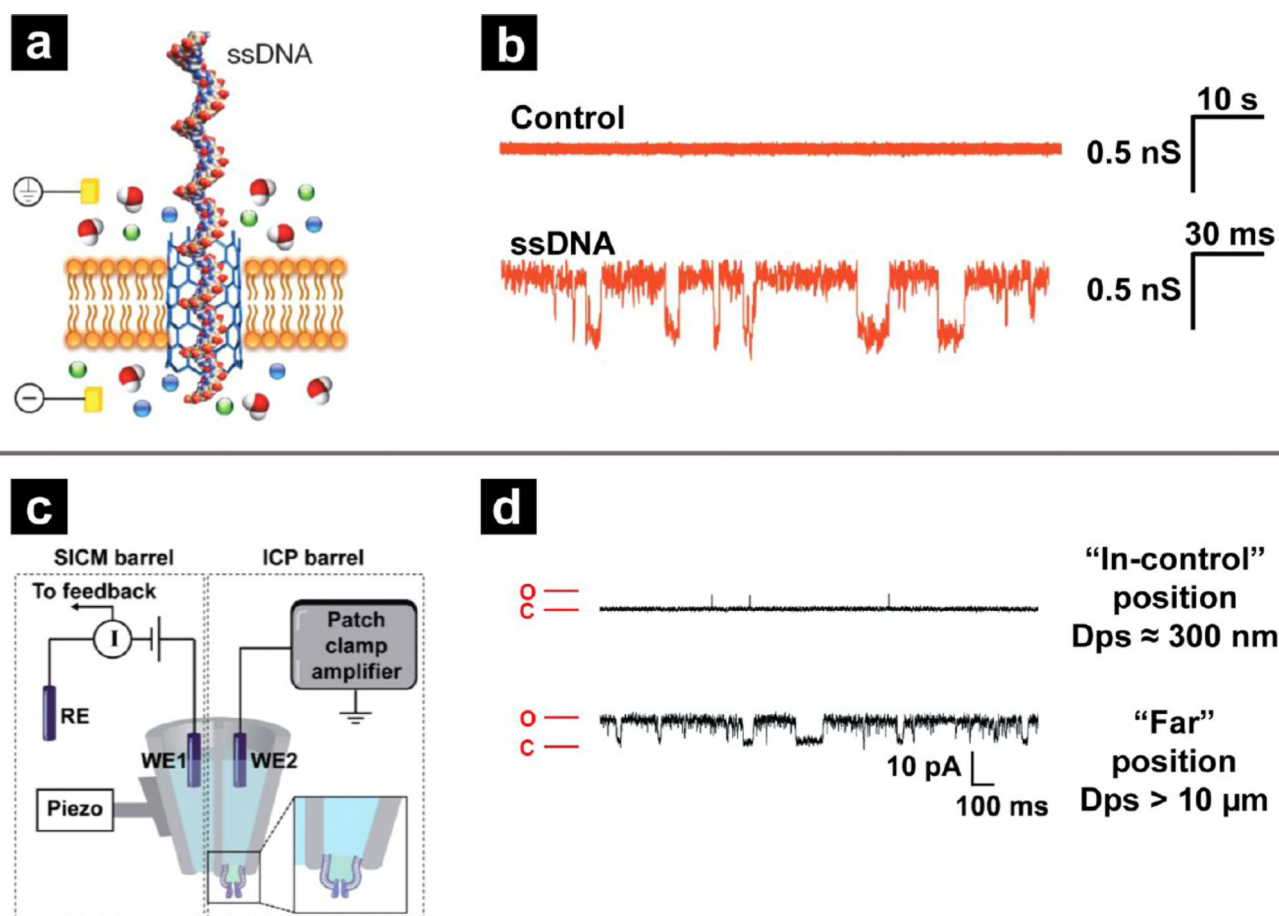 a
ssDNA
b
Control
10 s
0.5 nS
ssDNA
30 ms
0.5 nS
c
SICM barrel
ICP barrel
To feedback
I
Patch
clamp
amplifier
RE
WE1
WE2
Piezo
d
O
C
"In-control"
position
Dps ≈ 300 nm
O
C
10 pA
100 ms
"Far"
position
Dps > 10 µm